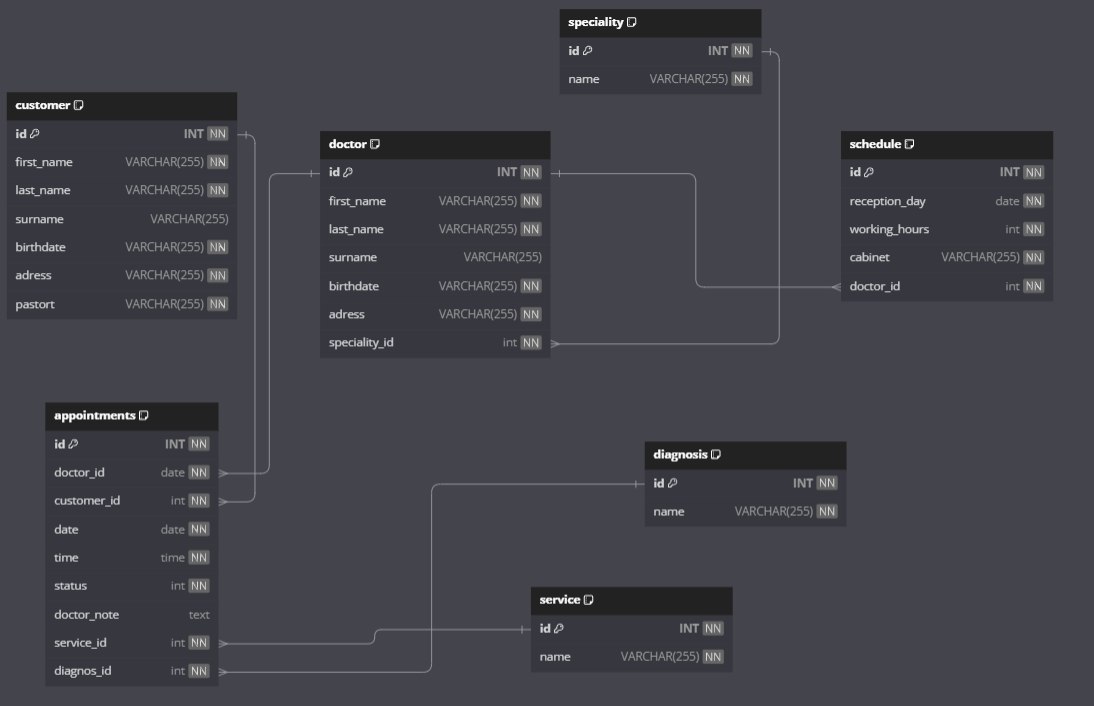 speciality
id INT NN
name VARCHAR(255) NN
customer
id INT NN
first_name VARCHAR(255) NN
last_name VARCHAR(255) NN
surname VARCHAR(255)
birthdate VARCHAR(255) NN
adress VARCHAR(255) NN
pastort VARCHAR(255) NN
doctor
id INT NN
first_name VARCHAR(255) NN
last_name VARCHAR(255) NN
surname VARCHAR(255)
birthdate VARCHAR(255) NN
adress VARCHAR(255) NN
speciality_id int NN
schedule
id INT NN
reception_day date NN
working_hours int NN
cabinet VARCHAR(255) NN
doctor_id int NN
appointments
id INT NN
doctor_id date NN
customer_id int NN
date date NN
time time NN
status int NN
doctor_note text
service_id int NN
diagnos_id int NN
diagnosis
id INT NN
name VARCHAR(255) NN
service
id INT NN
name VARCHAR(255) NN